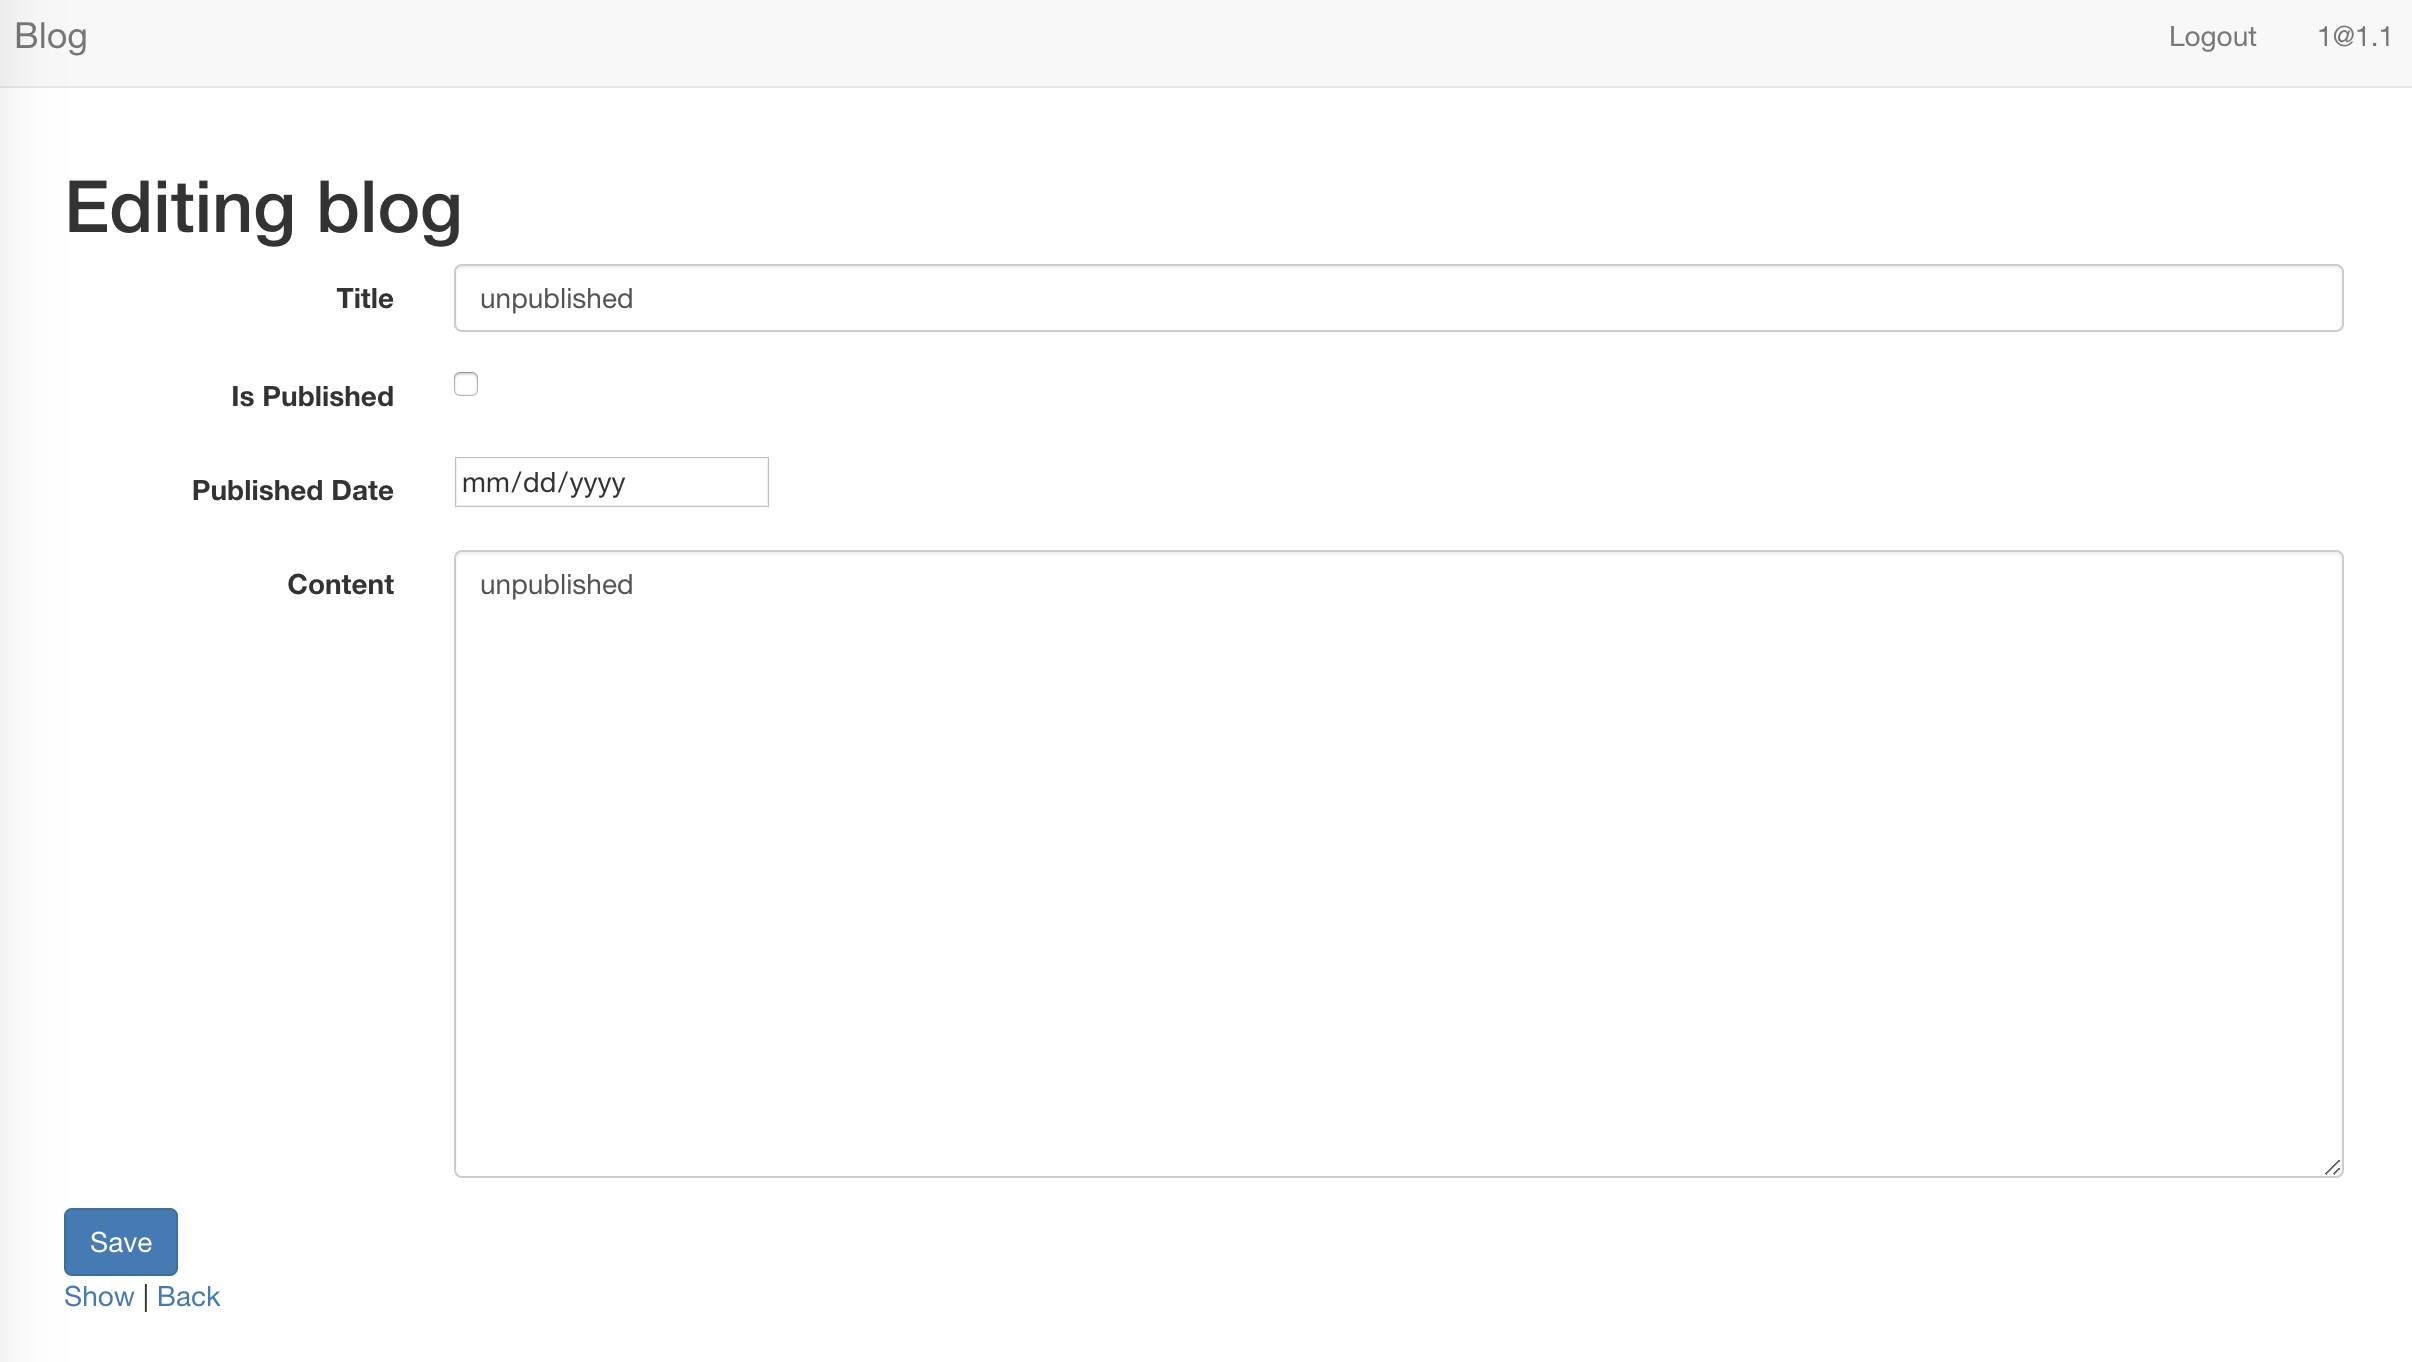 Blog Logout 1@1.1
Editing blog
Title unpublished
Is Published
Published Date mm/dd/yyyy
Content unpublished
Save
Show | Back